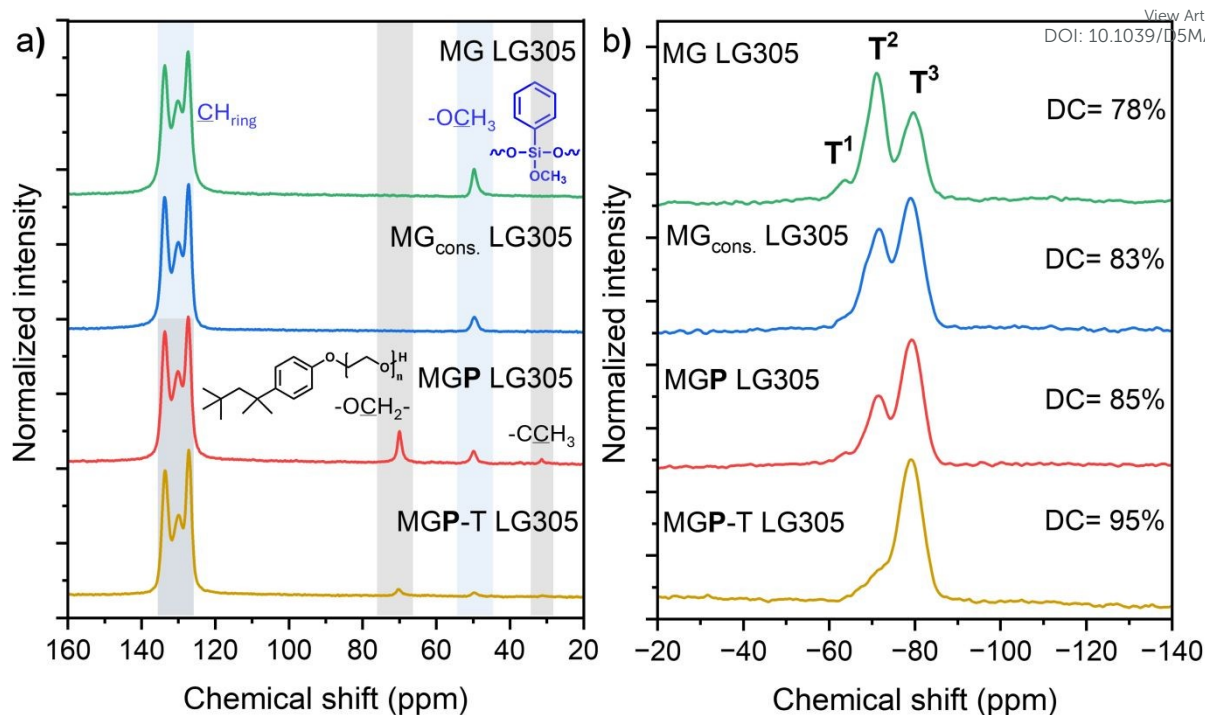 View Art
DOI: 10.1039/D5MA
a)
MG LG305
CH_ring
-OCH₃
O Si O
OCH₃
MG_cons. LG305
MGP LG305
O ( O ) H n
-OCH₂-
-CCH₃
MGP-T LG305
Normalized intensity
160 140 120 100 80 60 40 20
Chemical shift (ppm)
b)
MG LG305
T¹ T² T³
DC= 78%
MG_cons. LG305
DC= 83%
MGP LG305
DC= 85%
MGP-T LG305
DC= 95%
Normalized intensity
−20 −40 −60 −80 −100 −120 −140
Chemical shift (ppm)